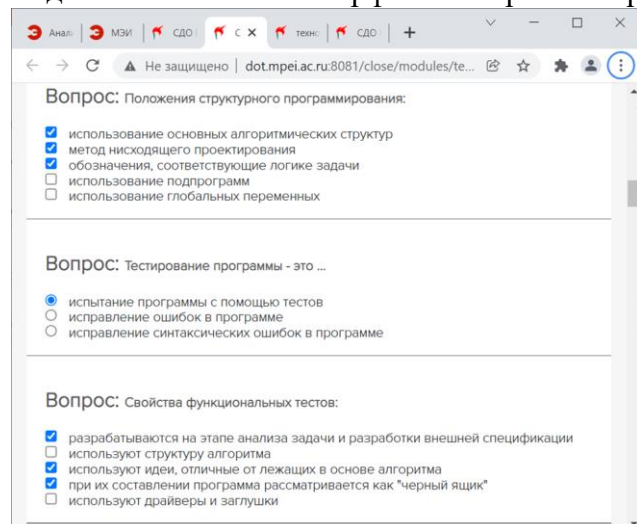 Анал
МЭИ
СДО
С
техно
СДО
Не защищено | dot.mpei.ac.ru:8081/close/modules/te...
Вопрос: Положения структурного программирования:
использование основных алгоритмических структур
метод нисходящего проектирования
обозначения, соответствующие логике задачи
использование подпрограмм
использование глобальных переменных
Вопрос: Тестирование программы - это ...
испытание программы с помощью тестов
исправление ошибок в программе
исправление синтаксических ошибок в программе
Вопрос: Свойства функциональных тестов:
разрабатываются на этапе анализа задачи и разработки внешней спецификации
используют структуру алгоритма
используют идеи, отличные от лежащих в основе алгоритма
при их составлении программа рассматривается как "черный ящик"
используют драйверы и заглушки